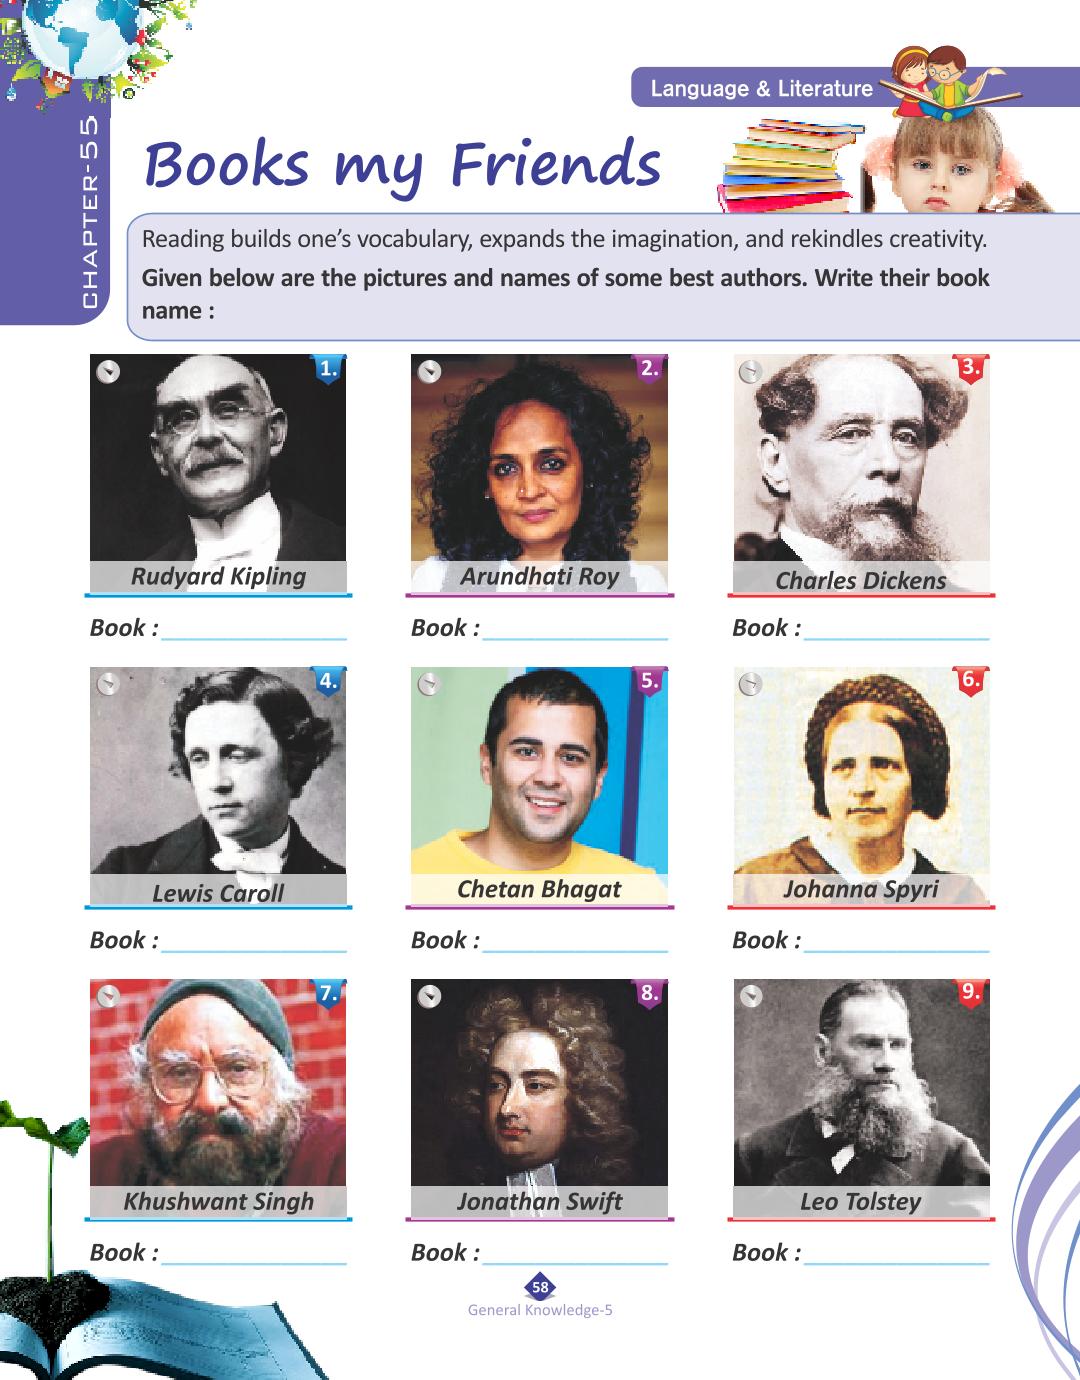 Language & Literature
CHAPTER-55
Books my Friends
Reading builds one’s vocabulary, expands the imagination, and rekindles creativity.
Given below are the pictures and names of some best authors. Write their book
name :
1.
2.
3.
Rudyard Kipling
Arundhati Roy
Charles Dickens
Book :
Book :
Book :
4.
5.
6.
Lewis Caroll
Chetan Bhagat
Johanna Spyri
Book :
Book :
Book :
7.
8.
9.
Khushwant Singh
Jonathan Swift
Leo Tolstey
Book :
Book :
Book :
58
General Knowledge-5